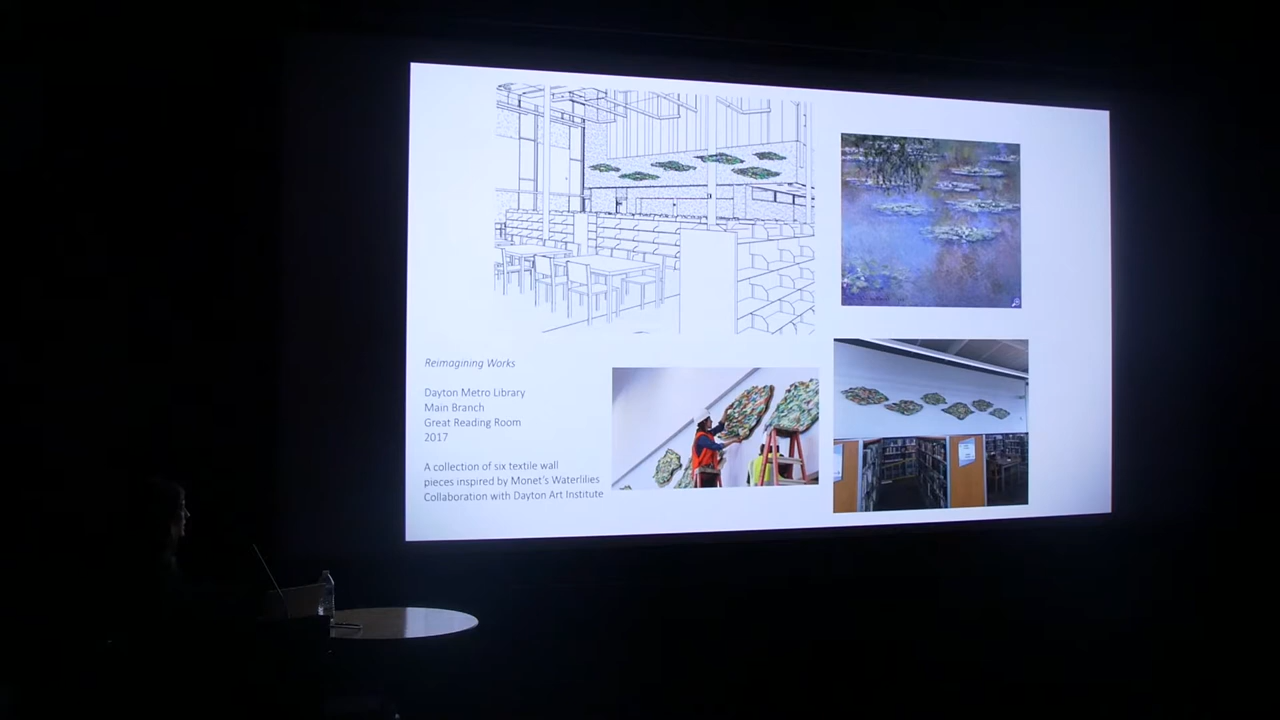 Reimagining Works
Dayton Metro Library
Main Branch
Great Reading Room
2017
A collection of six textile wall
pieces inspired by Monet's Waterlilies
Collaboration with Dayton Art Institute